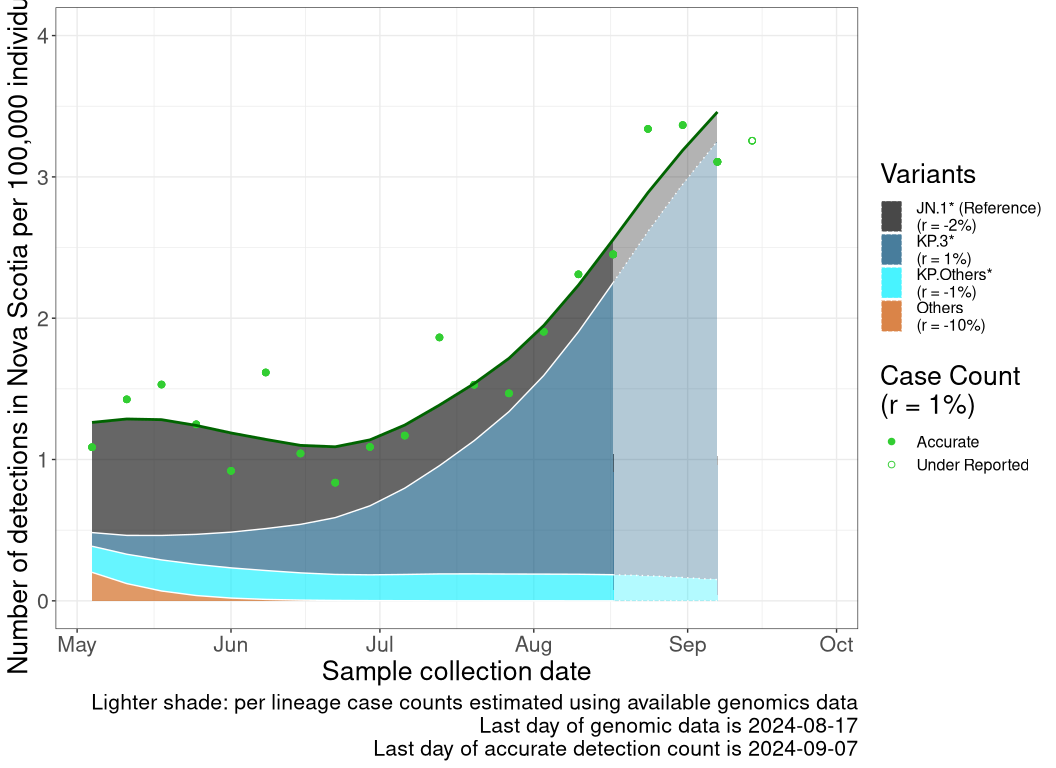 Number of detections in Nova Scotia per 100,000 individu
4
3
2
1
0
May Jun Jul Aug Sep Oct
Sample collection date
Lighter shade: per lineage case counts estimated using available genomics data
Last day of genomic data is 2024-08-17
Last day of accurate detection count is 2024-09-07
Variants
JN.1* (Reference)
(r = -2%)
KP.3*
(r = 1%)
KP.Others*
(r = -1%)
Others
(r = -10%)
Case Count
(r = 1%)
Accurate
Under Reported